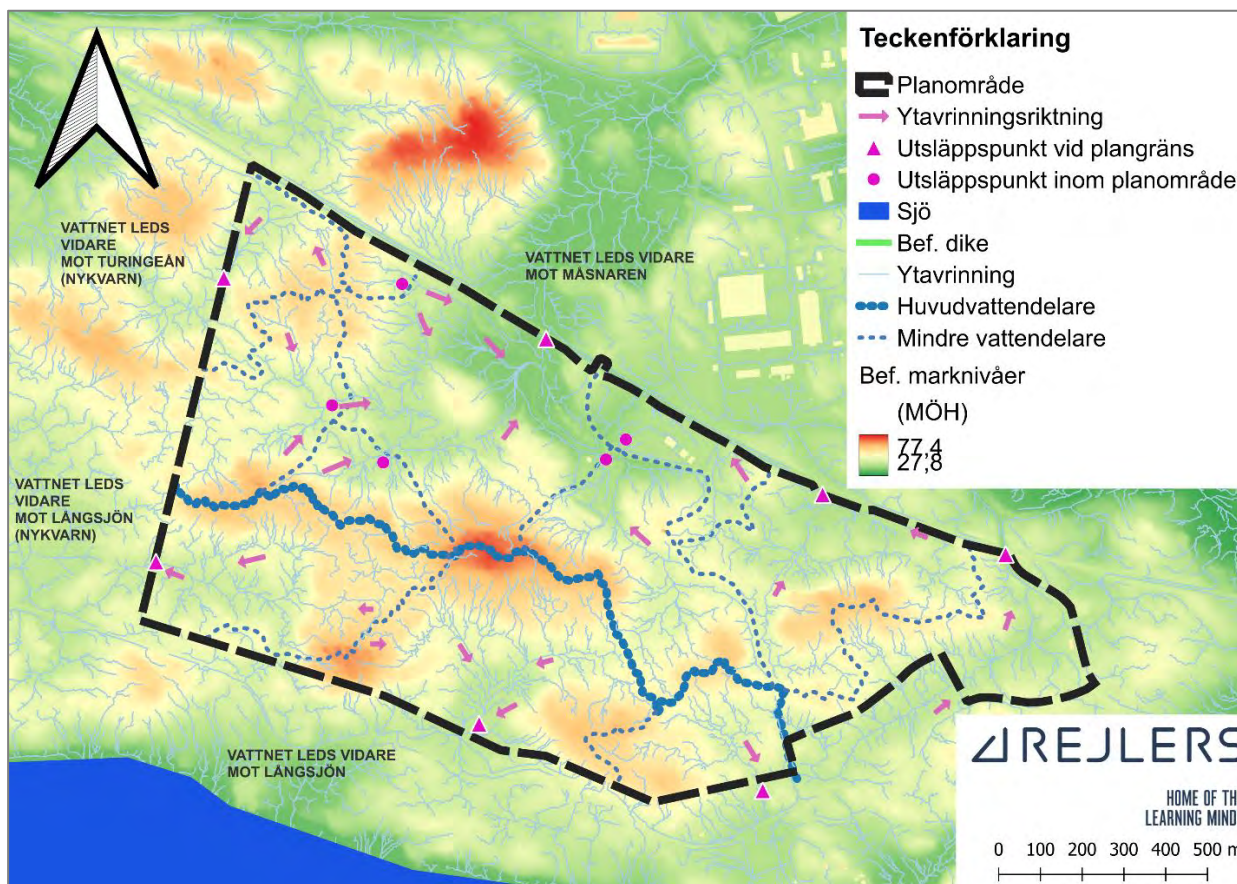 Teckenförklaring
Planområde
Ytavrinningsriktning
Utsläppspunkt vid plangräns
Utsläppspunkt inom planområde
Sjö
Bef. dike
Ytavrinning
Huvudvattendelare
Mindre vattendelare
Bef. marknivåer
(MÖH)
77,4
27,8
VATTNET LEDS
VIDARE
MOT TURINGEÅN
(NYKVARN)
VATTNET LEDS VIDARE
MOT MÅSNAREN
VATTNET LEDS
VIDARE
MOT LÅNGSJÖN
(NYKVARN)
VATTNET LEDS VIDARE
MOT LÅNGSJÖN
REJLERS
HOME OF TH
LEARNING MIND
0 100 200 300 400 500 m